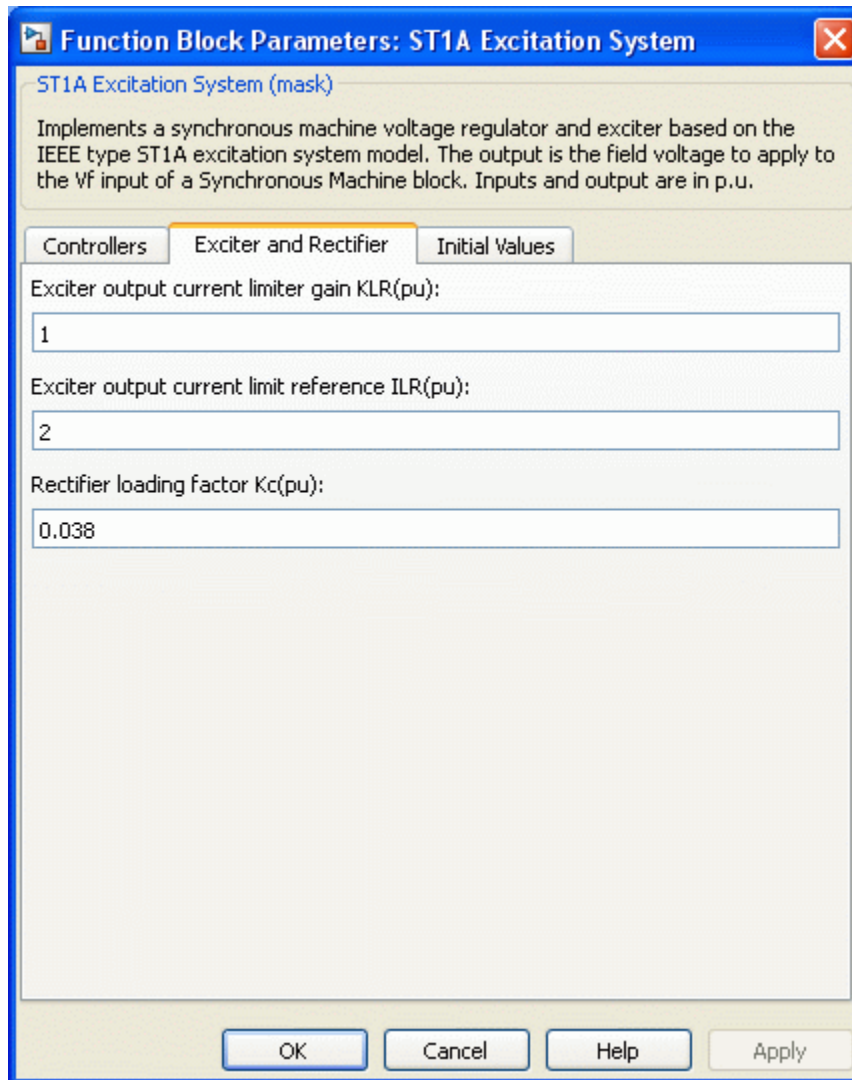 Function Block Parameters: ST1A Excitation System
ST1A Excitation System (mask)
Implements a synchronous machine voltage regulator and exciter based on the
IEEE type ST1A excitation system model. The output is the field voltage to apply to
the Vf input of a Synchronous Machine block. Inputs and output are in p.u.
Controllers Exciter and Rectifier Initial Values
Exciter output current limiter gain KLR(pu):
1
Exciter output current limit reference ILR(pu):
2
Rectifier loading factor Kc(pu):
0.038
OK Cancel Help Apply